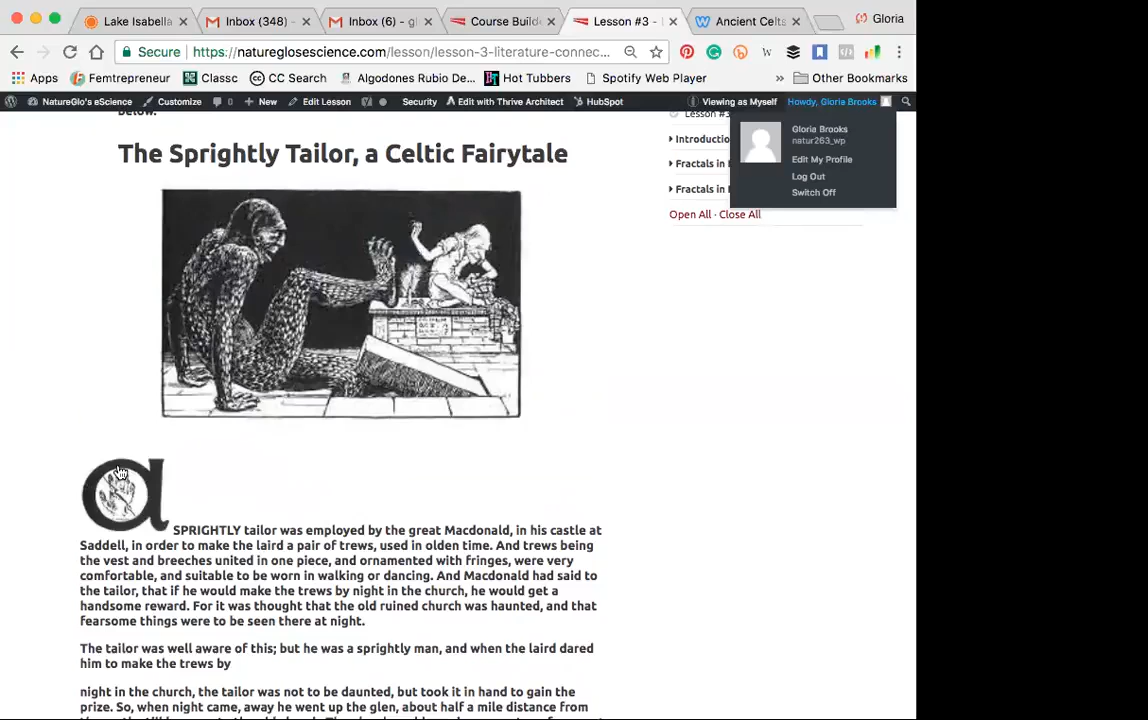 Lake Isabella
Inbox (348) -
Inbox (6) - gl
Course Builde
Lesson #3 - L
Ancient Celts
Gloria
Secure
https://natureglosescience.com/lesson/lesson-3-literature-connec...
Apps
Femtrepreneur
Classc
CC Search
Algodones Rubio De...
Hot Tubbers
Spotify Web Player
»
Other Bookmarks
NatureGlo's eScience
Customize
0
New
Edit Lesson
Security
Edit with Thrive Architect
HubSpot
Viewing as Myself
Howdy, Gloria Brooks
below.
Lesson #3
Gloria Brooks
natur263_wp
Edit My Profile
Log Out
Switch Off
Introductio
Fractals in
Fractals in
Open All · Close All
The Sprightly Tailor, a Celtic Fairytale
a SPRIGHTLY tailor was employed by the great Macdonald, in his castle at
Saddell, in order to make the laird a pair of trews, used in olden time. And trews being
the vest and breeches united in one piece, and ornamented with fringes, were very
comfortable, and suitable to be worn in walking or dancing. And Macdonald had said to
the tailor, that if he would make the trews by night in the church, he would get a
handsome reward. For it was thought that the old ruined church was haunted, and that
fearsome things were to be seen there at night.
The tailor was well aware of this; but he was a sprightly man, and when the laird dared
him to make the trews by
night in the church, the tailor was not to be daunted, but took it in hand to gain the
prize. So, when night came, away he went up the glen, about half a mile distance from